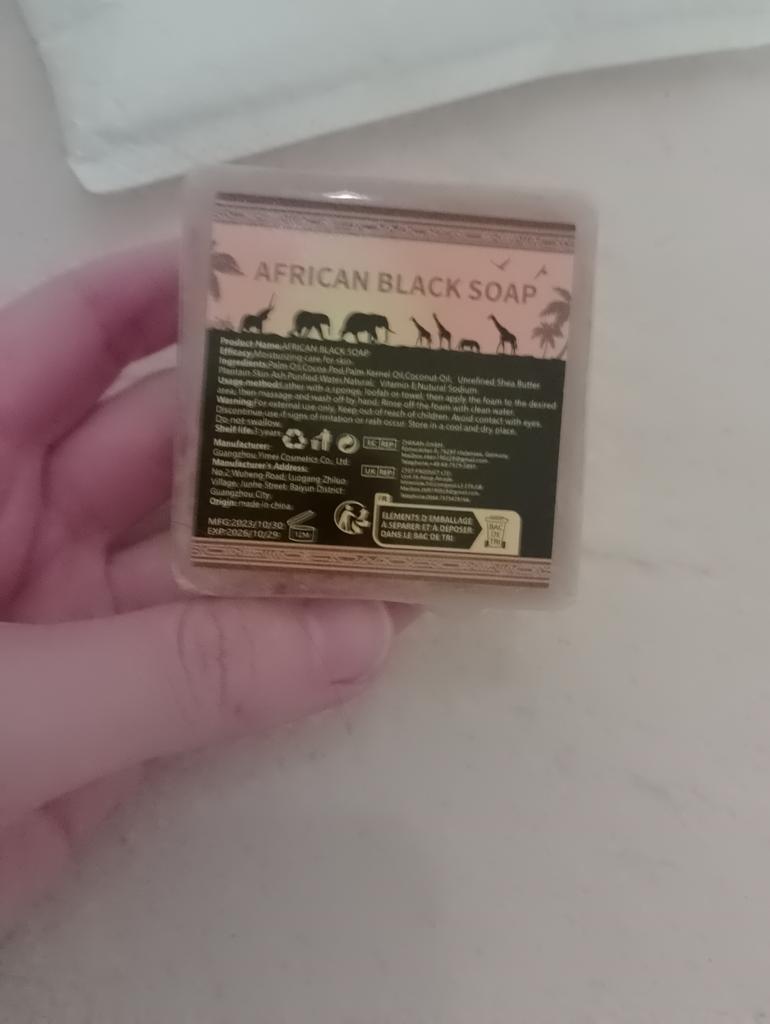 AFRICAN BLACK SOAP
Product Name:AFRICAN BLACK SOAP
Efficacy:Moisturizing care for skin
Ingredients:Palm Oil,Cocoa Pod,Palm Kernel Oil,Coconut Oil, Unrefined Shea Butter
Plantain Skin Ash,Purified Water,Natural, Vitamin E,Nutural Sodium
Usage method:Lather with a sponge, loofah or towel, then apply the foam to the desired
area, then massage and wash off by hand. Rinse off the foam with clean water.
Warning:For external use only, Keep out of reach of children. Avoid contact with eyes.
Discontinue use if signs of irritation or rash occur. Store in a cool and dry place.
Do not swallow.
Shelf life:3 years
Manufacturer:
Guangzhou Yimei Cosmetics Co., Ltd.
Manufacturer's Address:
No.2, Wuheng Road, Luogang Zhiluo
Village, Junhe Street, Baiyun District
Guangzhou City.
Origin: made in china.
MFG:2023/10/30
EXP:2026/10/29
12M
EC REP
UK REP
FR
ÉLÉMENTS D'EMBALLAGE
À SÉPARER ET À DÉPOSER
DANS LE BAC DE TRI
BAC
DE
TRI